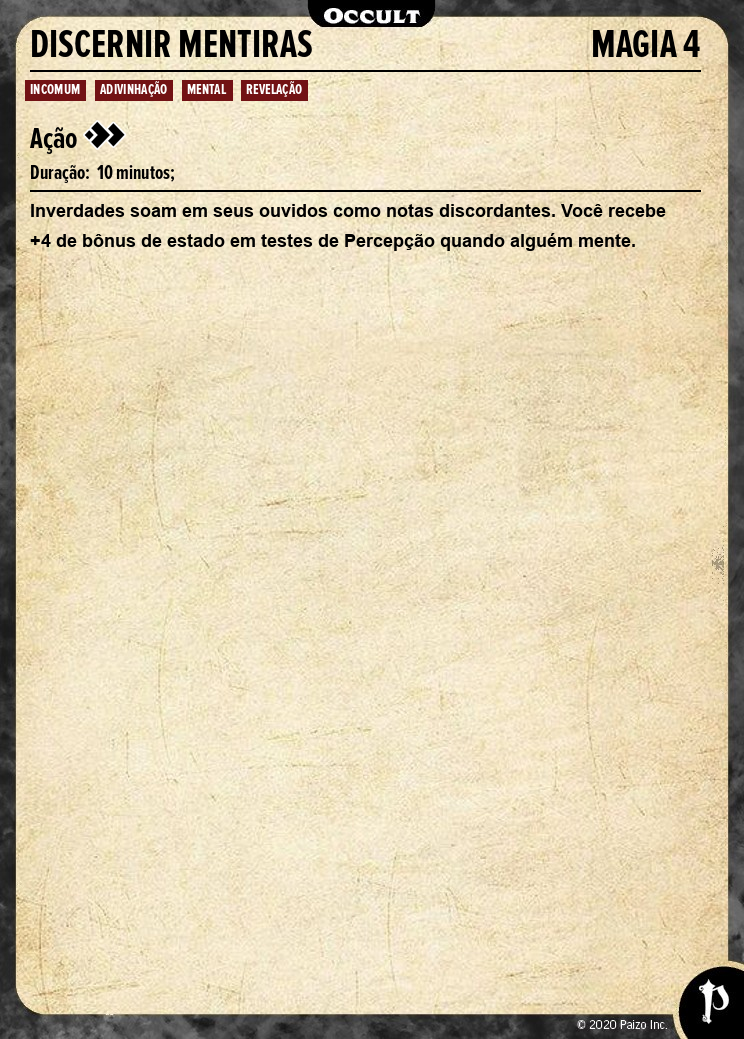 OCCULT
DISCERNIR MENTIRAS MAGIA 4
INCOMUM ADIVINHAÇÃO MENTAL REVELAÇÃO
Ação
Duração: 10 minutos;
Inverdades soam em seus ouvidos como notas discordantes. Você recebe
+4 de bônus de estado em testes de Percepção quando alguém mente.
© 2020 Paizo Inc.
P